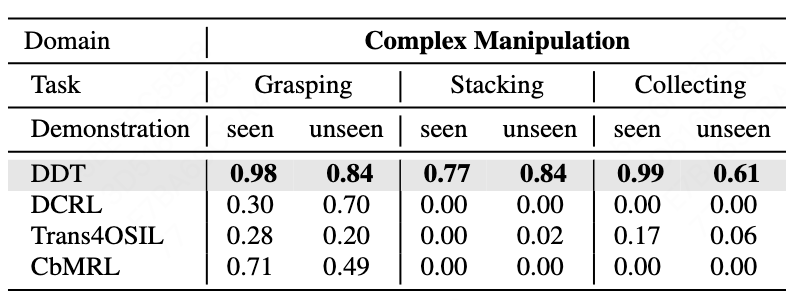 Domain Complex Manipulation
Task Grasping Stacking Collecting
Demonstration seen unseen seen unseen seen unseen
DDT 0.98 0.84 0.77 0.84 0.99 0.61
DCRL 0.30 0.70 0.00 0.00 0.00 0.00
Trans4OSIL 0.28 0.20 0.00 0.02 0.17 0.06
CbMRL 0.71 0.49 0.00 0.00 0.00 0.00